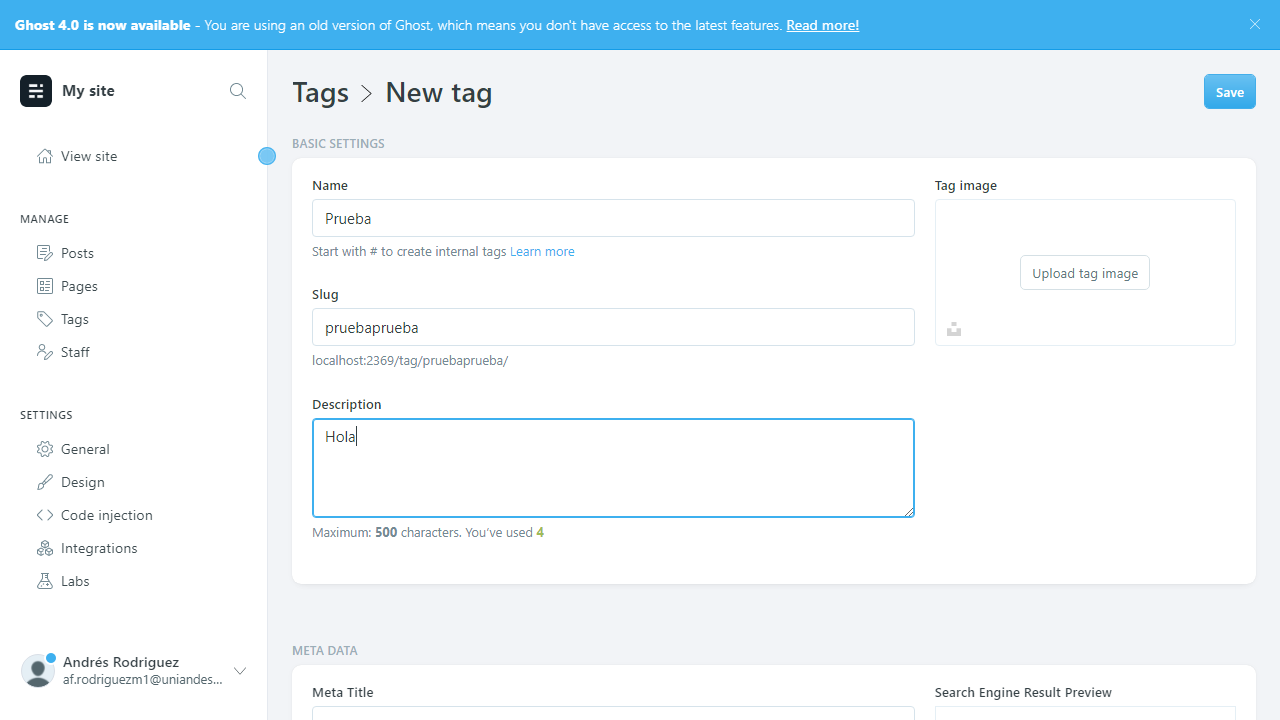 Ghost 4.0 is now available - You are using an old version of Ghost, which means you don't have access to the latest features. Read more!
My site
View site
MANAGE
Posts
Pages
Tags
Staff
SETTINGS
General
Design
Code injection
Integrations
Labs
Andrés Rodriguez
af.rodriguezm1@uniandes...
Tags > New tag
Save
BASIC SETTINGS
Name
Prueba
Start with # to create internal tags Learn more
Slug
pruebaprueba
localhost:2369/tag/pruebaprueba/
Description
Hola
Maximum: 500 characters. You’ve used 4
Tag image
Upload tag image
META DATA
Meta Title
Search Engine Result Preview